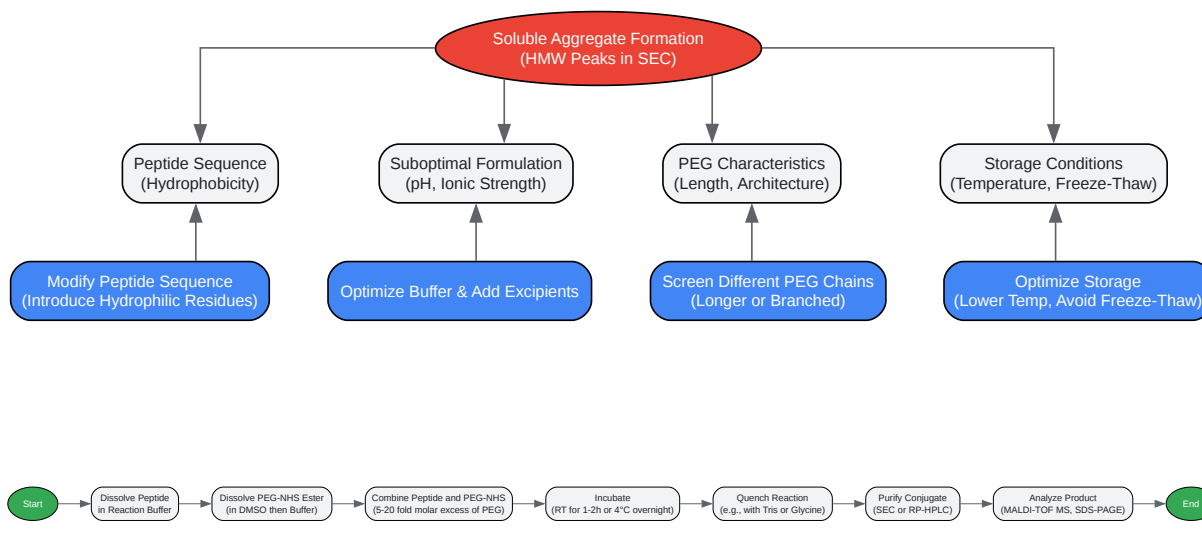 Soluble Aggregate Formation
(HMW Peaks in SEC)
Peptide Sequence
(Hydrophobicity)
Suboptimal Formulation
(pH, Ionic Strength)
PEG Characteristics
(Length, Architecture)
Storage Conditions
(Temperature, Freeze-Thaw)
Modify Peptide Sequence
(Introduce Hydrophilic Residues)
Optimize Buffer & Add Excipients
Screen Different PEG Chains
(Longer or Branched)
Optimize Storage
(Lower Temp, Avoid Freeze-Thaw)
Start
Dissolve Peptide
in Reaction Buffer
Dissolve PEG-NHS Ester
(in DMSO then Buffer)
Combine Peptide and PEG-NHS
(5-20 fold molar excess of PEG)
Incubate
(RT for 1-2h or 4°C overnight)
Quench Reaction
(e.g., with Tris or Glycine)
Purify Conjugate
(SEC or RP-HPLC)
Analyze Product
(MALDI-TOF MS, SDS-PAGE)
End